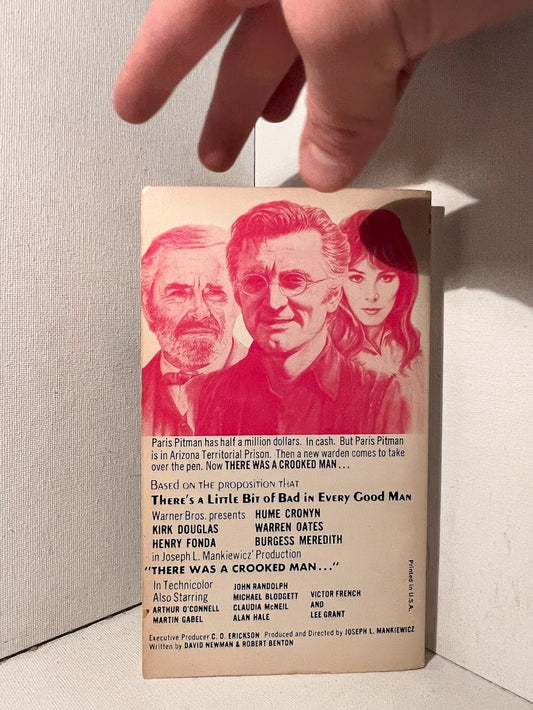 Paris Pitman has half a million dollars. In cash. But Paris Pitman
is in Arizona Territorial Prison. Then a new warden comes to take
over the pen. Now THERE WAS A CROOKED MAN...
BASED ON THE PROPOSITION THAT
THERE'S A LITTLE BIT OF BAD IN EVERY GOOD MAN
Warner Bros. presents HUME CRONYN
KIRK DOUGLAS WARREN OATES
HENRY FONDA BURGESS MEREDITH
in Joseph L. Mankiewicz' Production
"THERE WAS A CROOKED MAN..."
In Technicolor JOHN RANDOLPH
Also Starring MICHAEL BLODGETT VICTOR FRENCH
ARTHUR O'CONNELL CLAUDIA McNEIL AND
MARTIN GABEL ALAN HALE LEE GRANT
Executive Producer C. O. ERICKSON Produced and Directed by JOSEPH L. MANKIEWICZ
Written by DAVID NEWMAN & ROBERT BENTON
Printed in U.S.A.